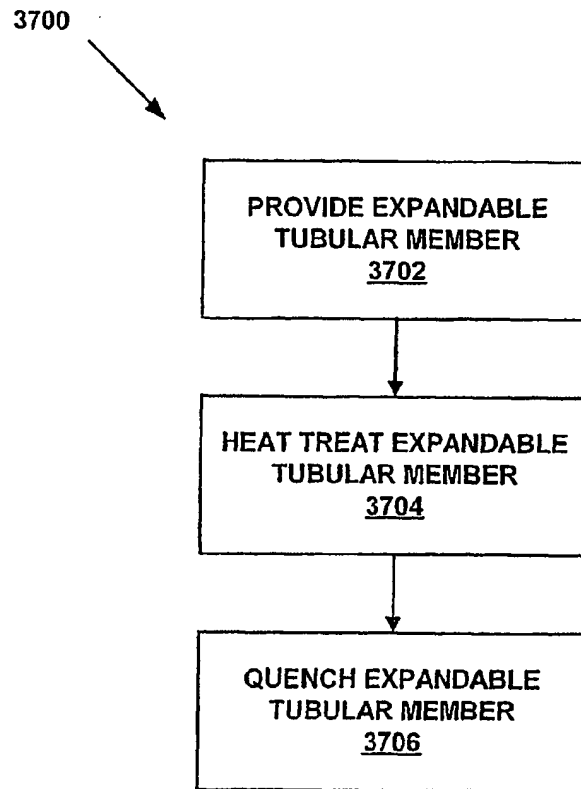 3700
PROVIDE EXPANDABLE
TUBULAR MEMBER
3702
HEAT TREAT EXPANDABLE
TUBULAR MEMBER
3704
QUENCH EXPANDABLE
TUBULAR MEMBER
3706